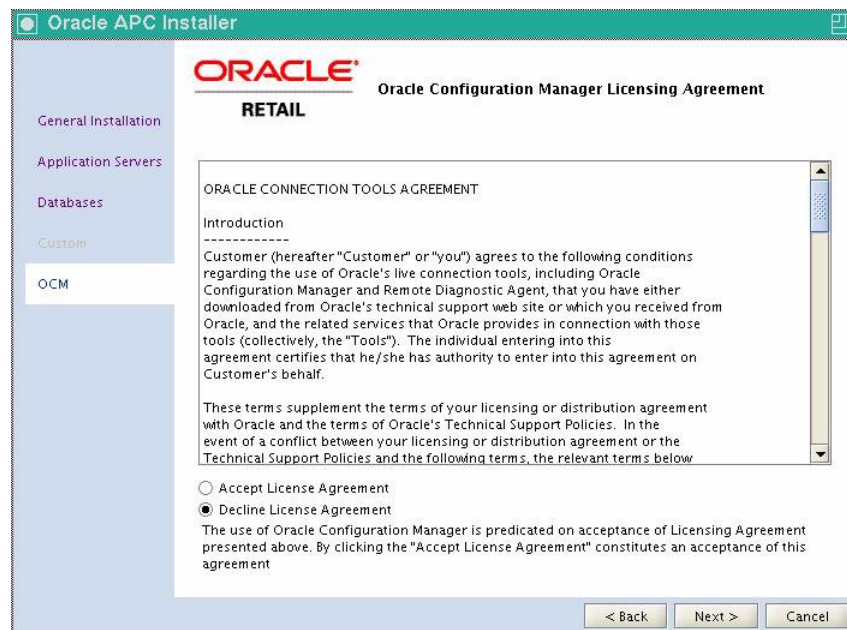 Oracle APC Installer
ORACLE
RETAIL
Oracle Configuration Manager Licensing Agreement
General Installation
Application Servers
Databases
Custom
OCM
ORACLE CONNECTION TOOLS AGREEMENT
Introduction
------------
Customer (hereafter "Customer" or "you") agrees to the following conditions
regarding the use of Oracle's live connection tools, including Oracle
Configuration Manager and Remote Diagnostic Agent, that you have either
downloaded from Oracle's technical support web site or which you received from
Oracle, and the related services that Oracle provides in connection with those
tools (collectively, the "Tools"). The individual entering into this
agreement certifies that he/she has authority to enter into this agreement on
Customer's behalf.
These terms supplement the terms of your licensing or distribution agreement
with Oracle and the terms of Oracle's Technical Support Policies. In the
event of a conflict between your licensing or distribution agreement or the
Technical Support Policies and the following terms, the relevant terms below
Accept License Agreement
Decline License Agreement
The use of Oracle Configuration Manager is predicated on acceptance of Licensing Agreement
presented above. By clicking the "Accept License Agreement" constitutes an acceptance of this
agreement
< Back
Next >
Cancel